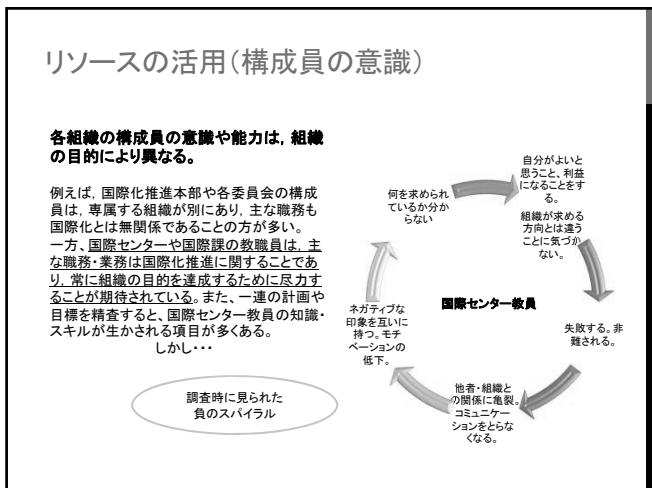 リソースの活用（構成員の意識）
各組織の構成員の意識や能力は，組織
の目的により異なる。
例えば，国際化推進本部や各委員会の構成
員は，専属する組織が別にあり，主な職務も
国際化とは無関係であることの方が多い。
一方，国際センターや国際課の教職員は，主
な職務・業務は国際化推進に関することであ
り，常に組織の目的を達成するために尽力す
ることが期待されている。また，一連の計画や
目標を精査すると，国際センター教員の知識・
スキルが生かされる項目が多くある。
しかし・・・
調査時に見られた
負のスパイラル
国際センター教員
自分がよいと
思うこと、利益
になることをす
る。
組織が求める
方向とは違う
ことに気づか
ない。
失敗する。非
難される。
他者・組織と
の関係に亀裂。
コミュニケー
ションをとらな
くなる。
ネガティブな
印象を互いに
持つ。モチ
ベーションの
低下。
何を求められ
ているか分か
らない